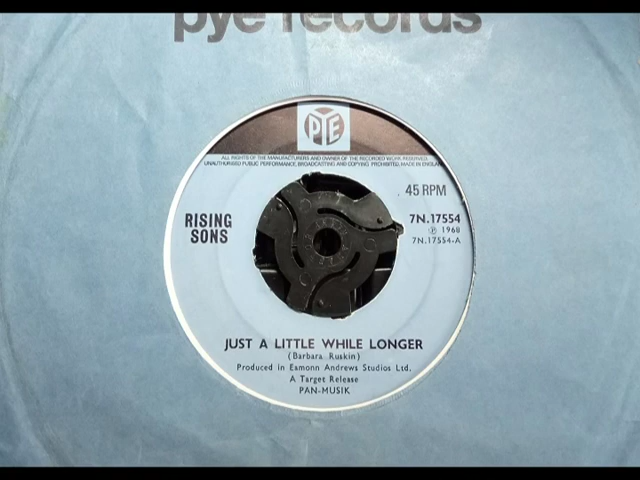 pye records
PYE
ALL RIGHTS OF THE MANUFACTURERS AND OWNER OF THE RECORDED WORK RESERVED.
UNAUTHORISED PUBLIC PERFORMANCE, BROADCASTING AND COPYING PROHIBITED. MADE IN ENGLAND
45 RPM
RISING
SONS
7N.17554
Ⓟ 1968
7N.17554-A
JUST A LITTLE WHILE LONGER
(Barbara Ruskin)
Produced in Eamonn Andrews Studios Ltd.
A Target Release
PAN-MUSIK